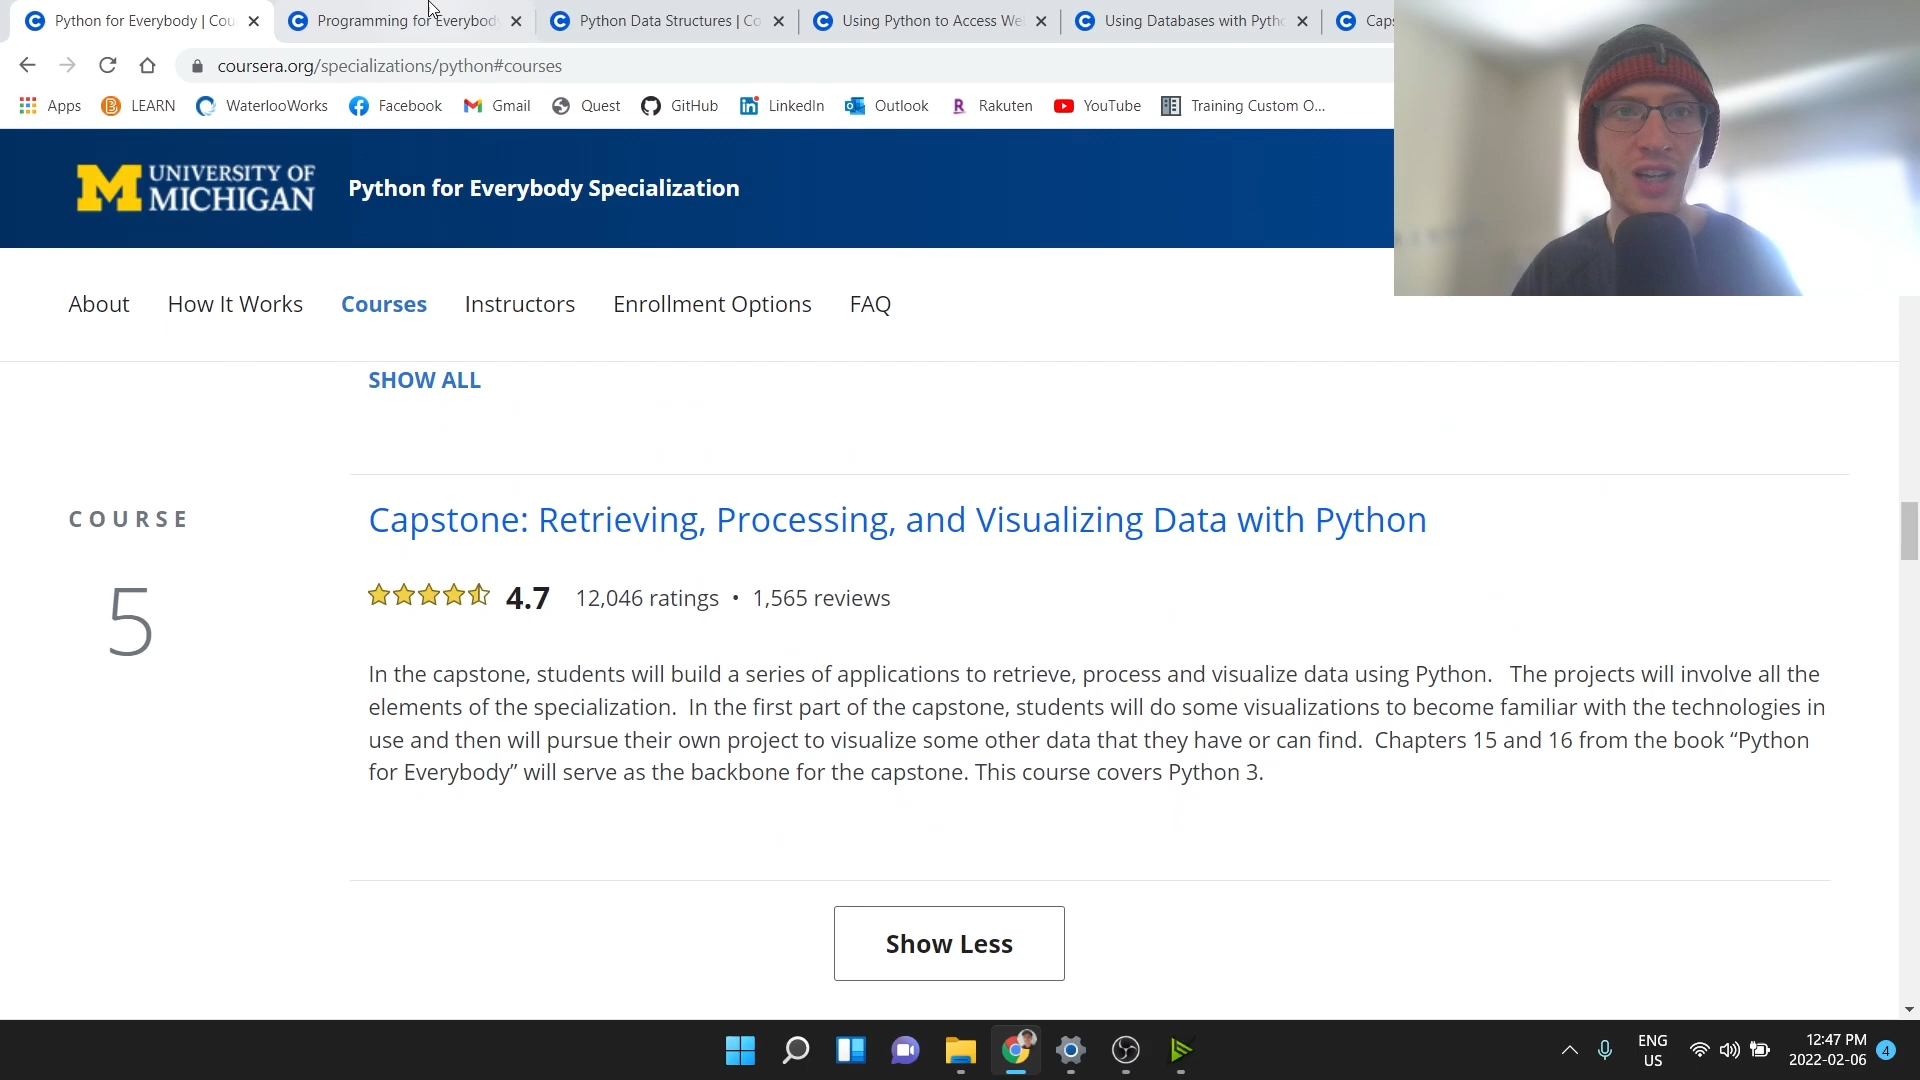 Python for Everybody | Cou
Programming for Everybody
Python Data Structures | Co
Using Python to Access We
Using Databases with Pytho
Caps
coursera.org/specializations/python#courses
Apps
LEARN
WaterlooWorks
Facebook
Gmail
Quest
GitHub
LinkedIn
Outlook
Rakuten
YouTube
Training Custom O...
UNIVERSITY OF
MICHIGAN
Python for Everybody Specialization
About
How It Works
Courses
Instructors
Enrollment Options
FAQ
SHOW ALL
COURSE
5
Capstone: Retrieving, Processing, and Visualizing Data with Python
4.7 12,046 ratings • 1,565 reviews
In the capstone, students will build a series of applications to retrieve, process and visualize data using Python. The projects will involve all the
elements of the specialization. In the first part of the capstone, students will do some visualizations to become familiar with the technologies in
use and then will pursue their own project to visualize some other data that they have or can find. Chapters 15 and 16 from the book “Python
for Everybody” will serve as the backbone for the capstone. This course covers Python 3.
Show Less
ENG
US
12:47 PM
2022-02-06
4